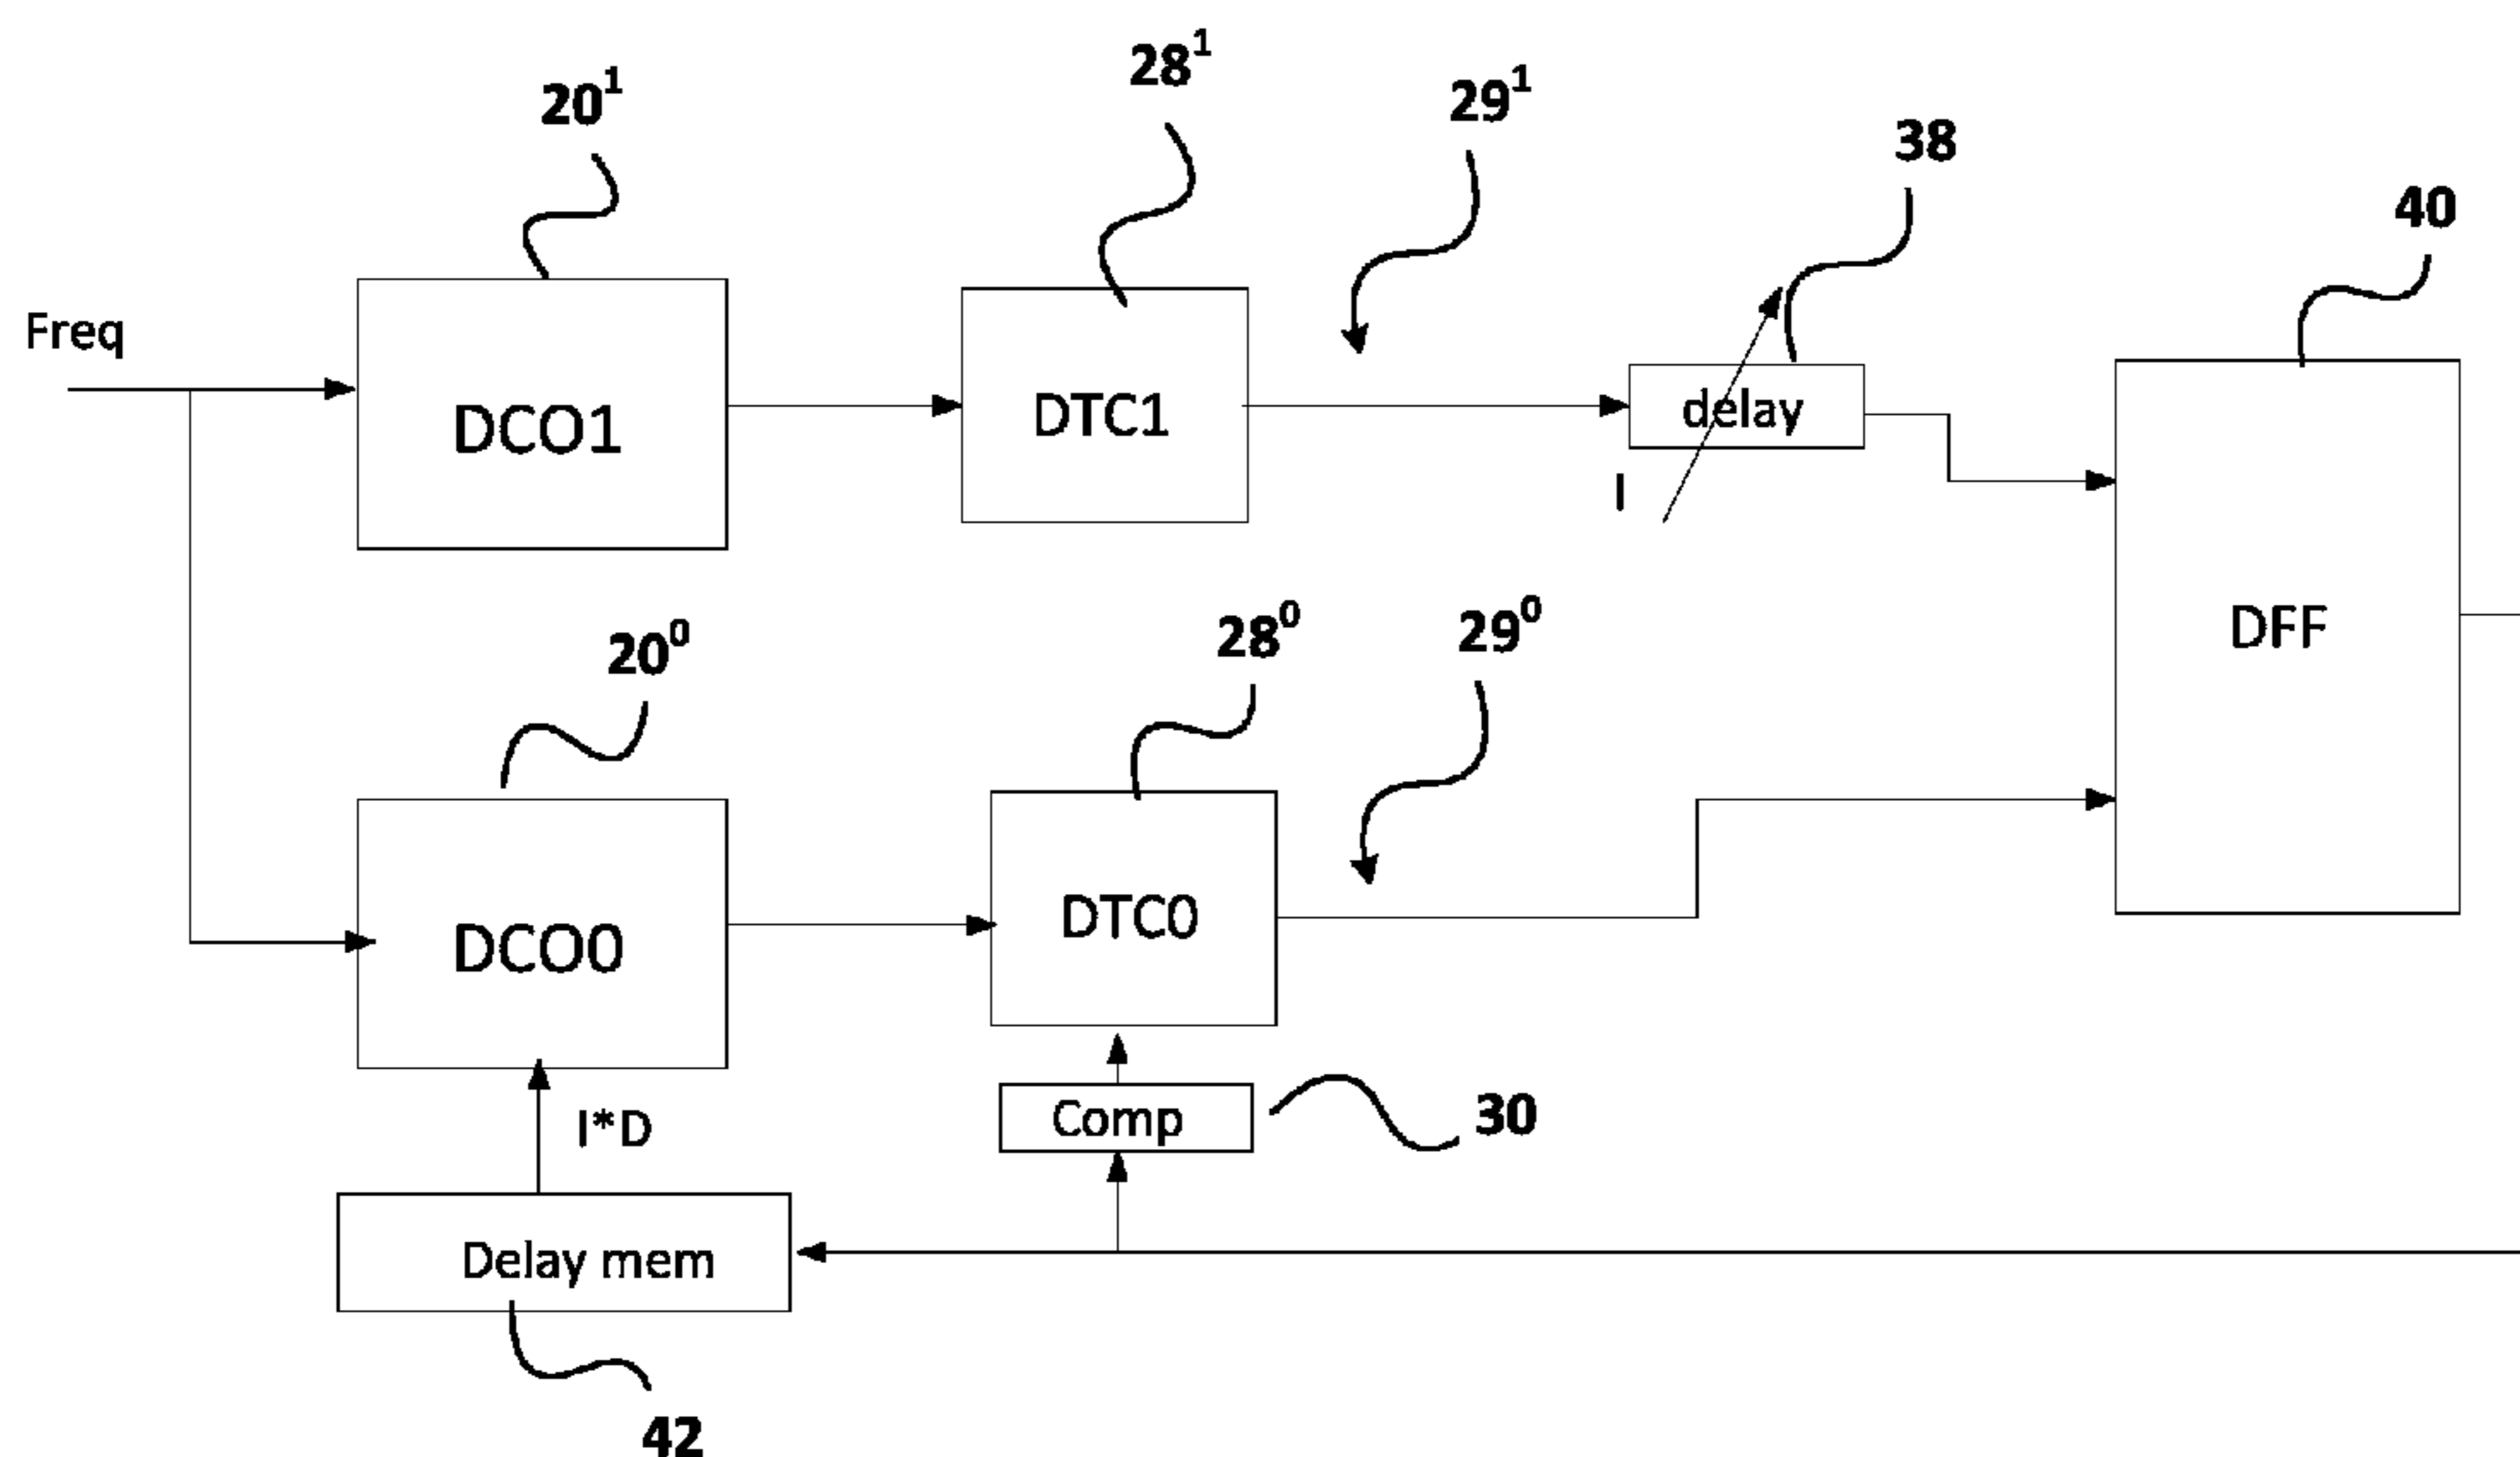 20¹
28¹
29¹
38
40
Freq
DCO1
DTC1
delay
I
DFF
20⁰
28⁰
29⁰
DCO0
DTC0
I*D
Comp
30
Delay mem
42